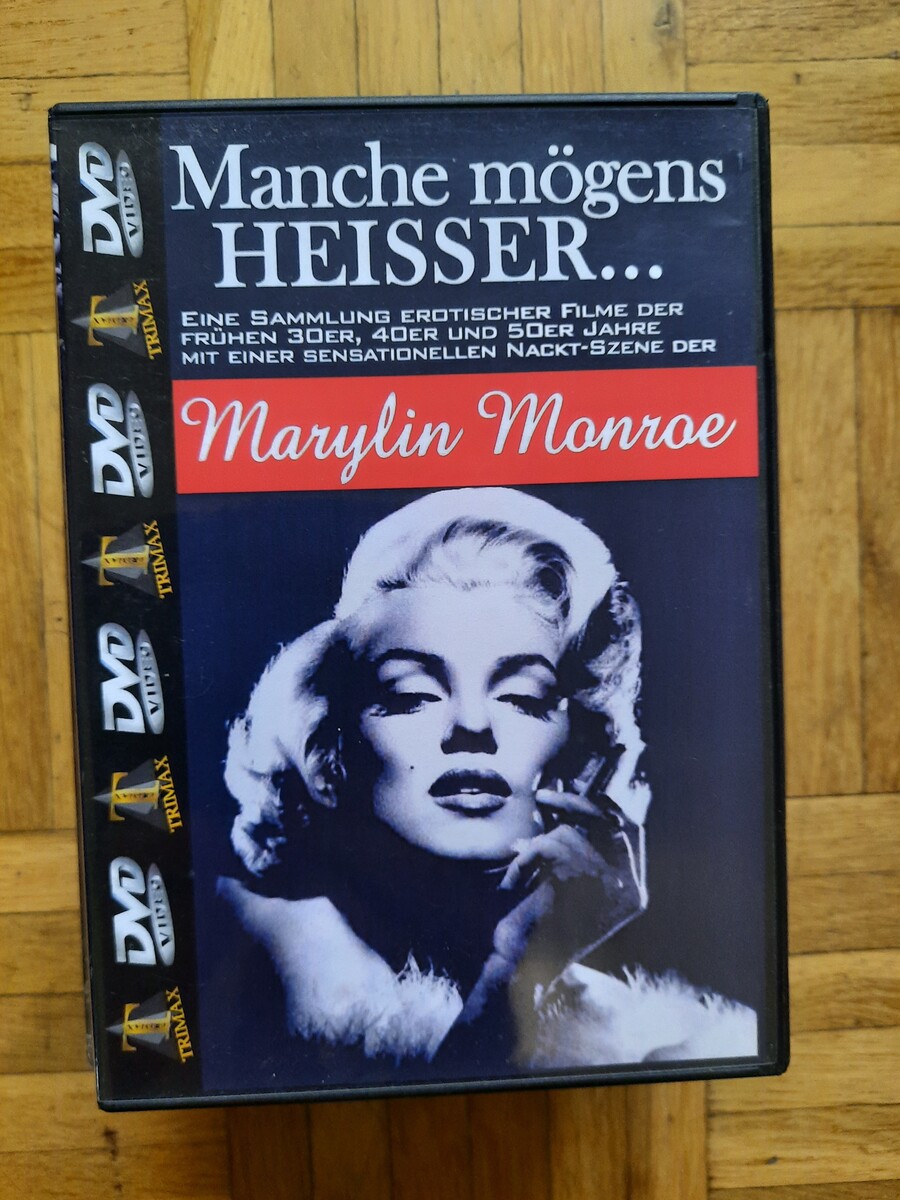 Manche mögens
HEISSER...
EINE SAMMLUNG EROTISCHER FILME DER
FRÜHEN 30ER, 40ER UND 50ER JAHRE
MIT EINER SENSATIONELLEN NACKT-SZENE DER
Marylin Monroe
DVD
VIDEO
TRIMAX
DVD
VIDEO
TRIMAX
DVD
VIDEO
TRIMAX
DVD
VIDEO
TRIMAX